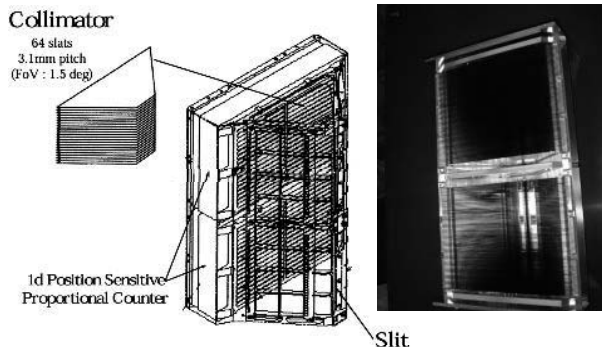 Collimator
64 slats
3.1mm pitch
(FoV : 1.5 deg)
1d Position Sensitive
Proportional Counter
Slit